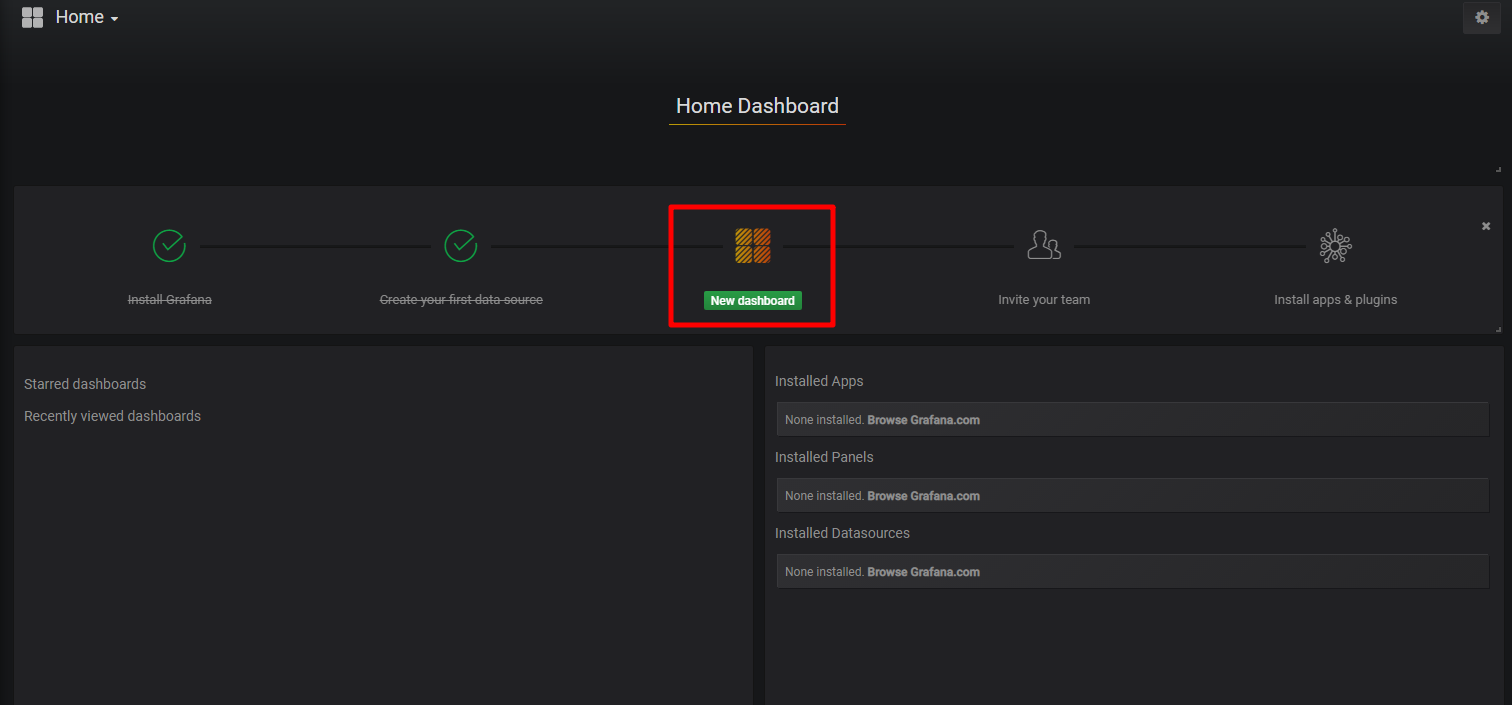 Home
Home Dashboard
Install Grafana
Create your first data source
New dashboard
Invite your team
Install apps & plugins
Starred dashboards
Recently viewed dashboards
Installed Apps
None installed. Browse Grafana.com
Installed Panels
None installed. Browse Grafana.com
Installed Datasources
None installed. Browse Grafana.com